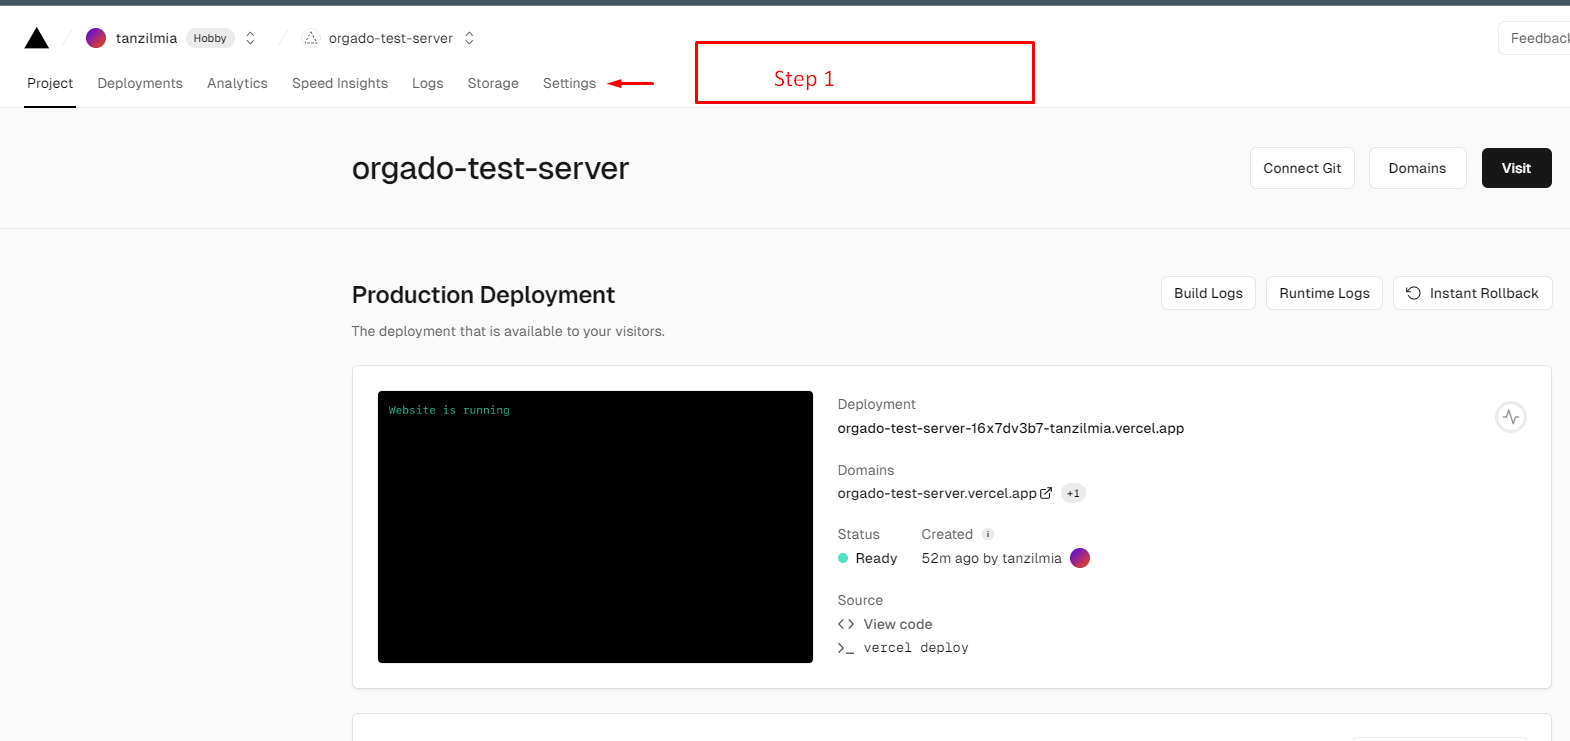 tanzilmia Hobby orgado-test-server Feedback
Project Deployments Analytics Speed Insights Logs Storage Settings
Step 1
orgado-test-server
Connect Git Domains Visit
Production Deployment
Build Logs Runtime Logs Instant Rollback
The deployment that is available to your visitors.
Website is running
Deployment
orgado-test-server-16x7dv3b7-tanzilmia.vercel.app
Domains
orgado-test-server.vercel.app +1
Status Created i
Ready 52m ago by tanzilmia
Source
<> View code
>_ vercel deploy